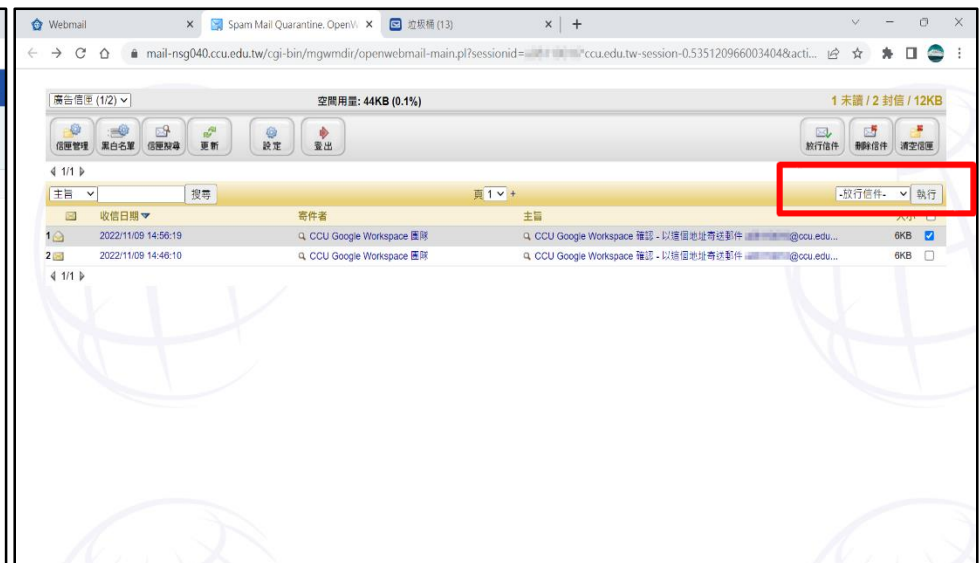 Webmail
Spam Mail Quarantine. OpenW
垃圾桶 (13)
mail-nsg040.ccu.edu.tw/cgi-bin/mgwmdir/openwebmail-main.pl?sessionid=
ccu.edu.tw-session-0.535120966003404&acti...
廣告信匣 (1/2)
空間用量: 44KB (0.1%)
1 未讀 / 2 封信 / 12KB
信匣管理 黑白名單 信匣搜尋 更新 設定 登出 放行信件 刪除信件 清空信匣
1/1
主旨 搜尋 頁 1 + -放行信件- 執行
收信日期 寄件者 主旨 大小
1 2022/11/09 14:56:19 CCU Google Workspace 團隊 CCU Google Workspace 確認 - 以這個地址寄送郵件 @ccu.edu... 6KB
2 2022/11/09 14:46:10 CCU Google Workspace 團隊 CCU Google Workspace 確認 - 以這個地址寄送郵件 @ccu.edu... 6KB
1/1